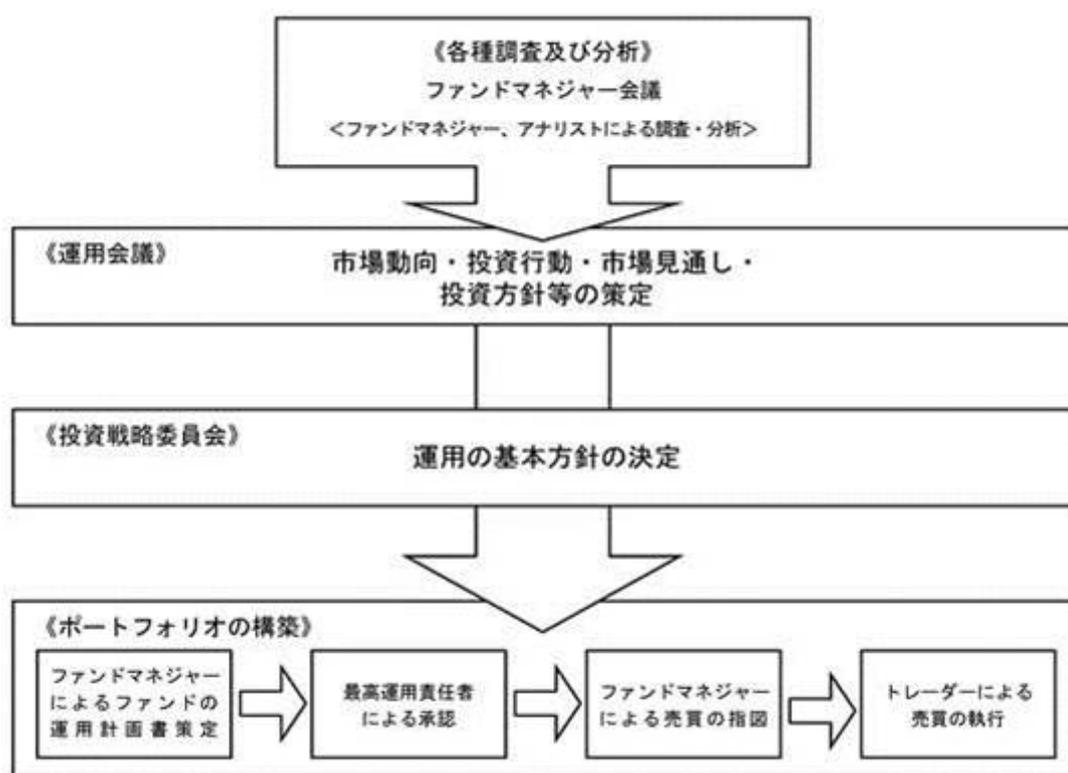 《各種調査及び分析》
ファンドマネジャー会議
<ファンドマネジャー、アナリストによる調査・分析>
《運用会議》
市場動向・投資行動・市場見通し・
投資方針等の策定
《投資戦略委員会》
運用の基本方針の決定
《ポートフォリオの構築》
ファンドマネジャー
によるファンドの
運用計画書策定
最高運用責任者
による承認
ファンドマネジャー
による売買の指図
トレーダーによる
売買の執行